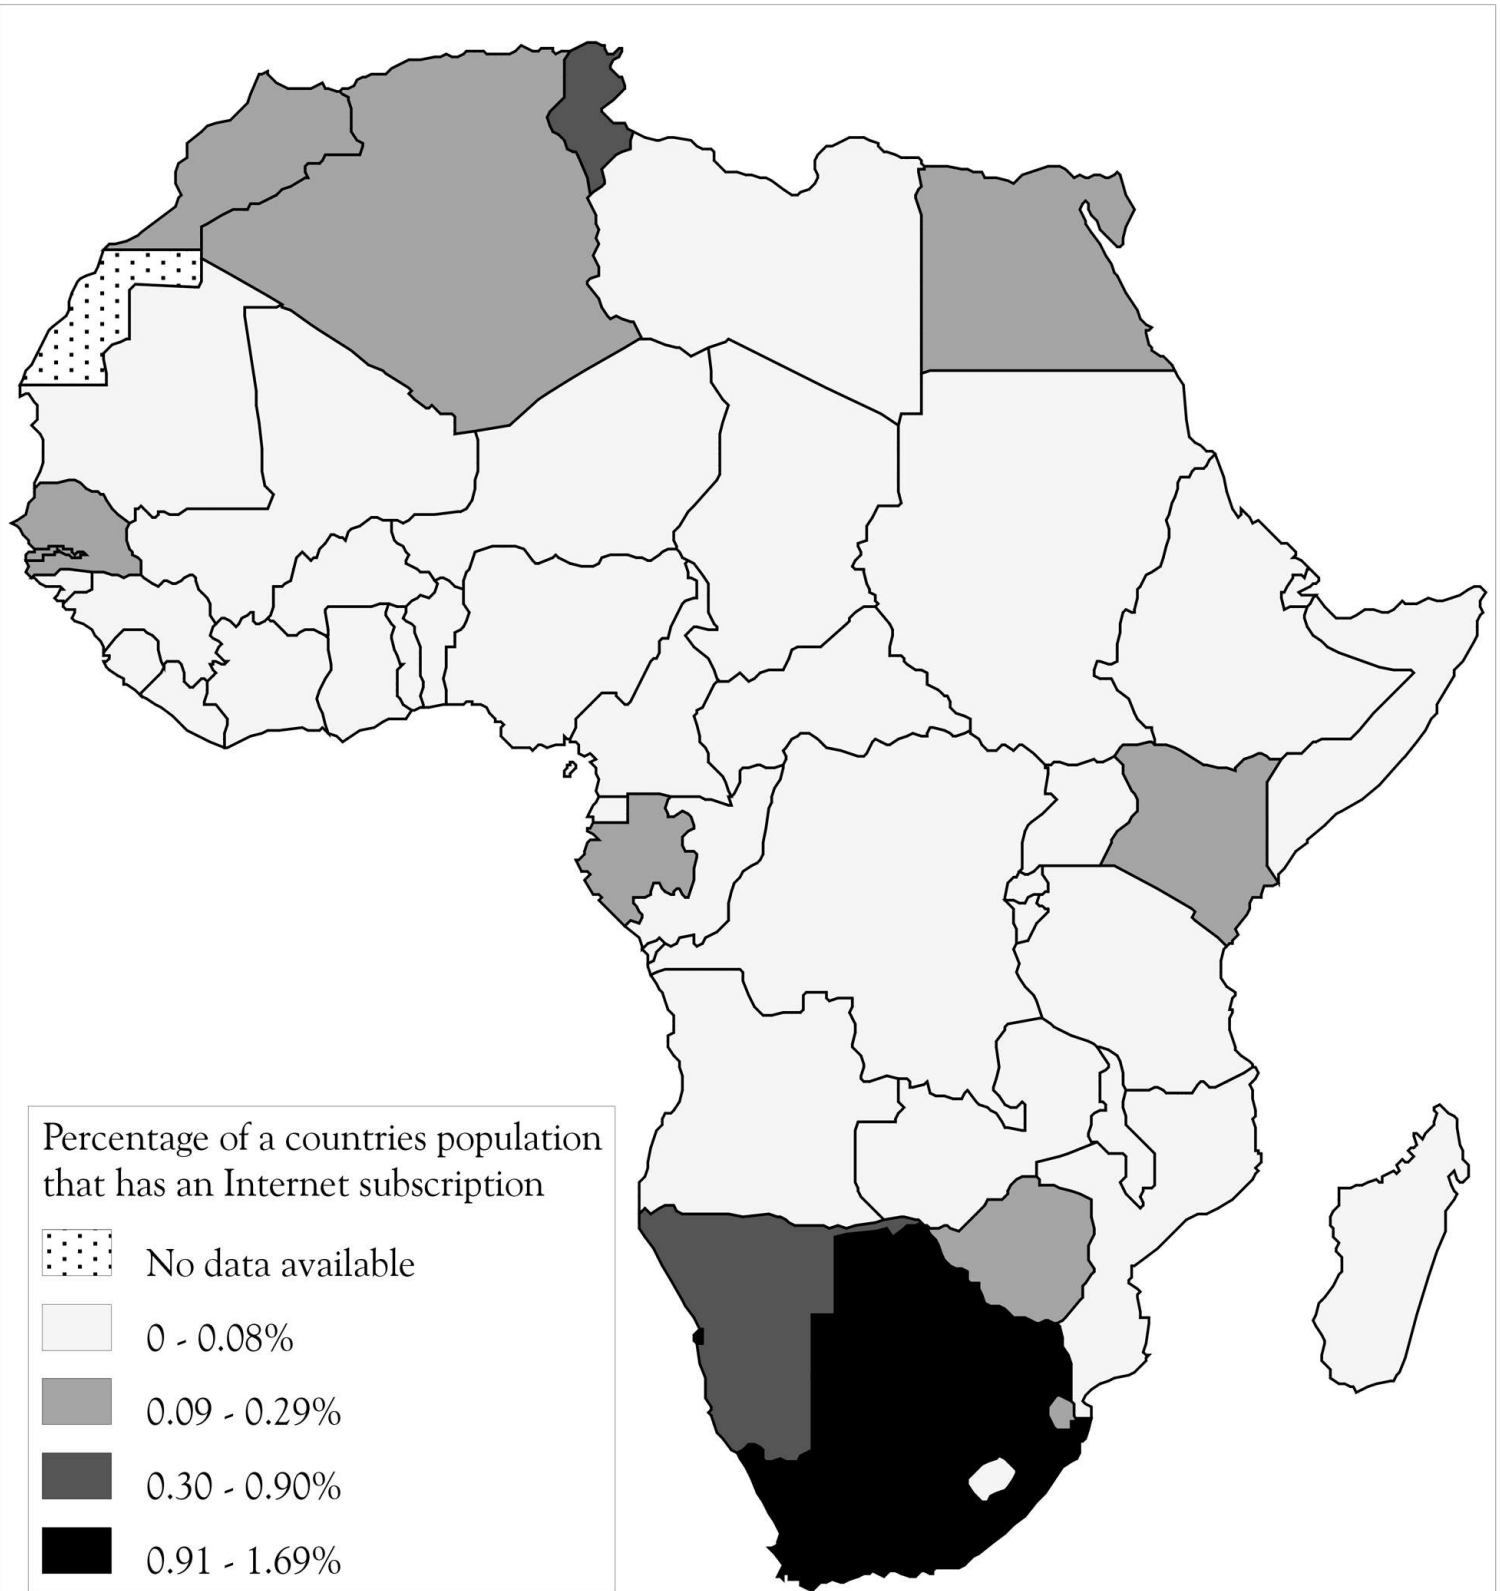 Percentage of a countries population
that has an Internet subscription
No data available
0 - 0.08%
0.09 - 0.29%
0.30 - 0.90%
0.91 - 1.69%